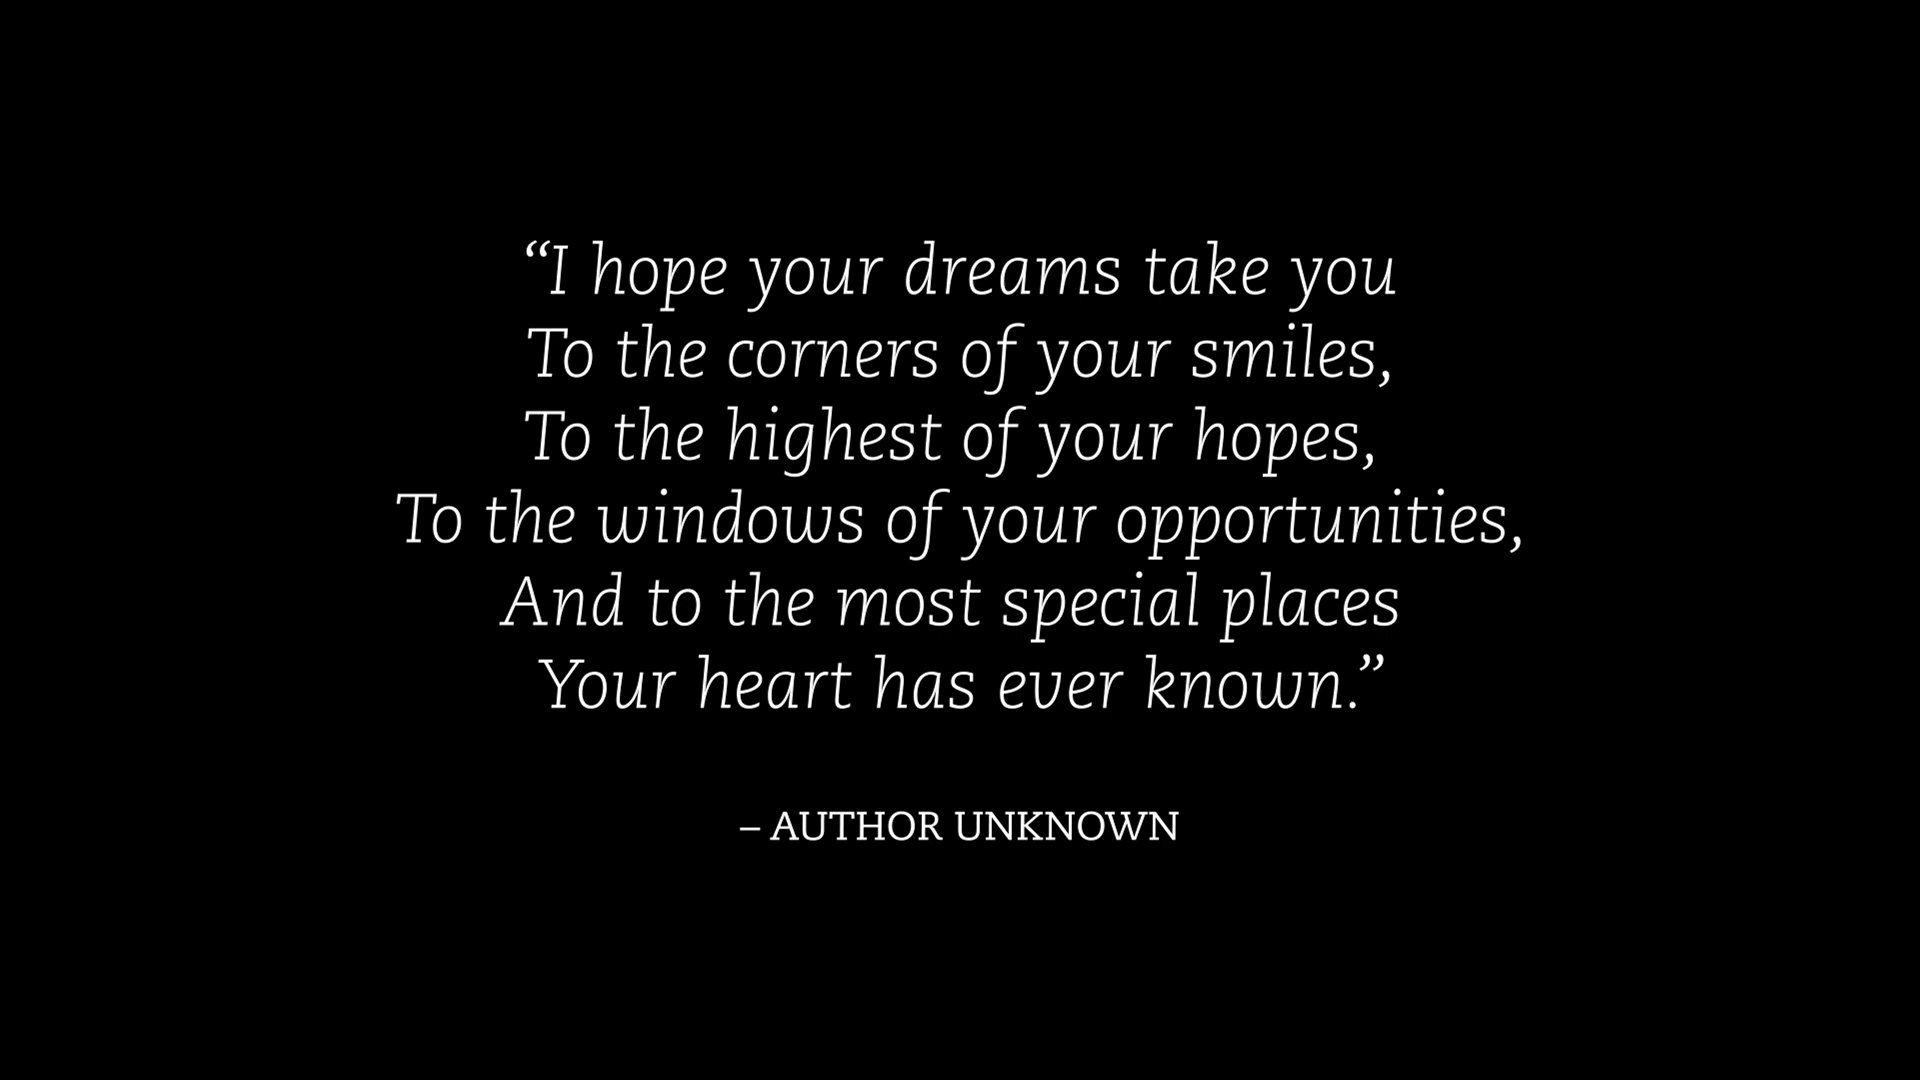 “I hope your dreams take you
To the corners of your smiles,
To the highest of your hopes,
To the windows of your opportunities,
And to the most special places
Your heart has ever known.”
– AUTHOR UNKNOWN